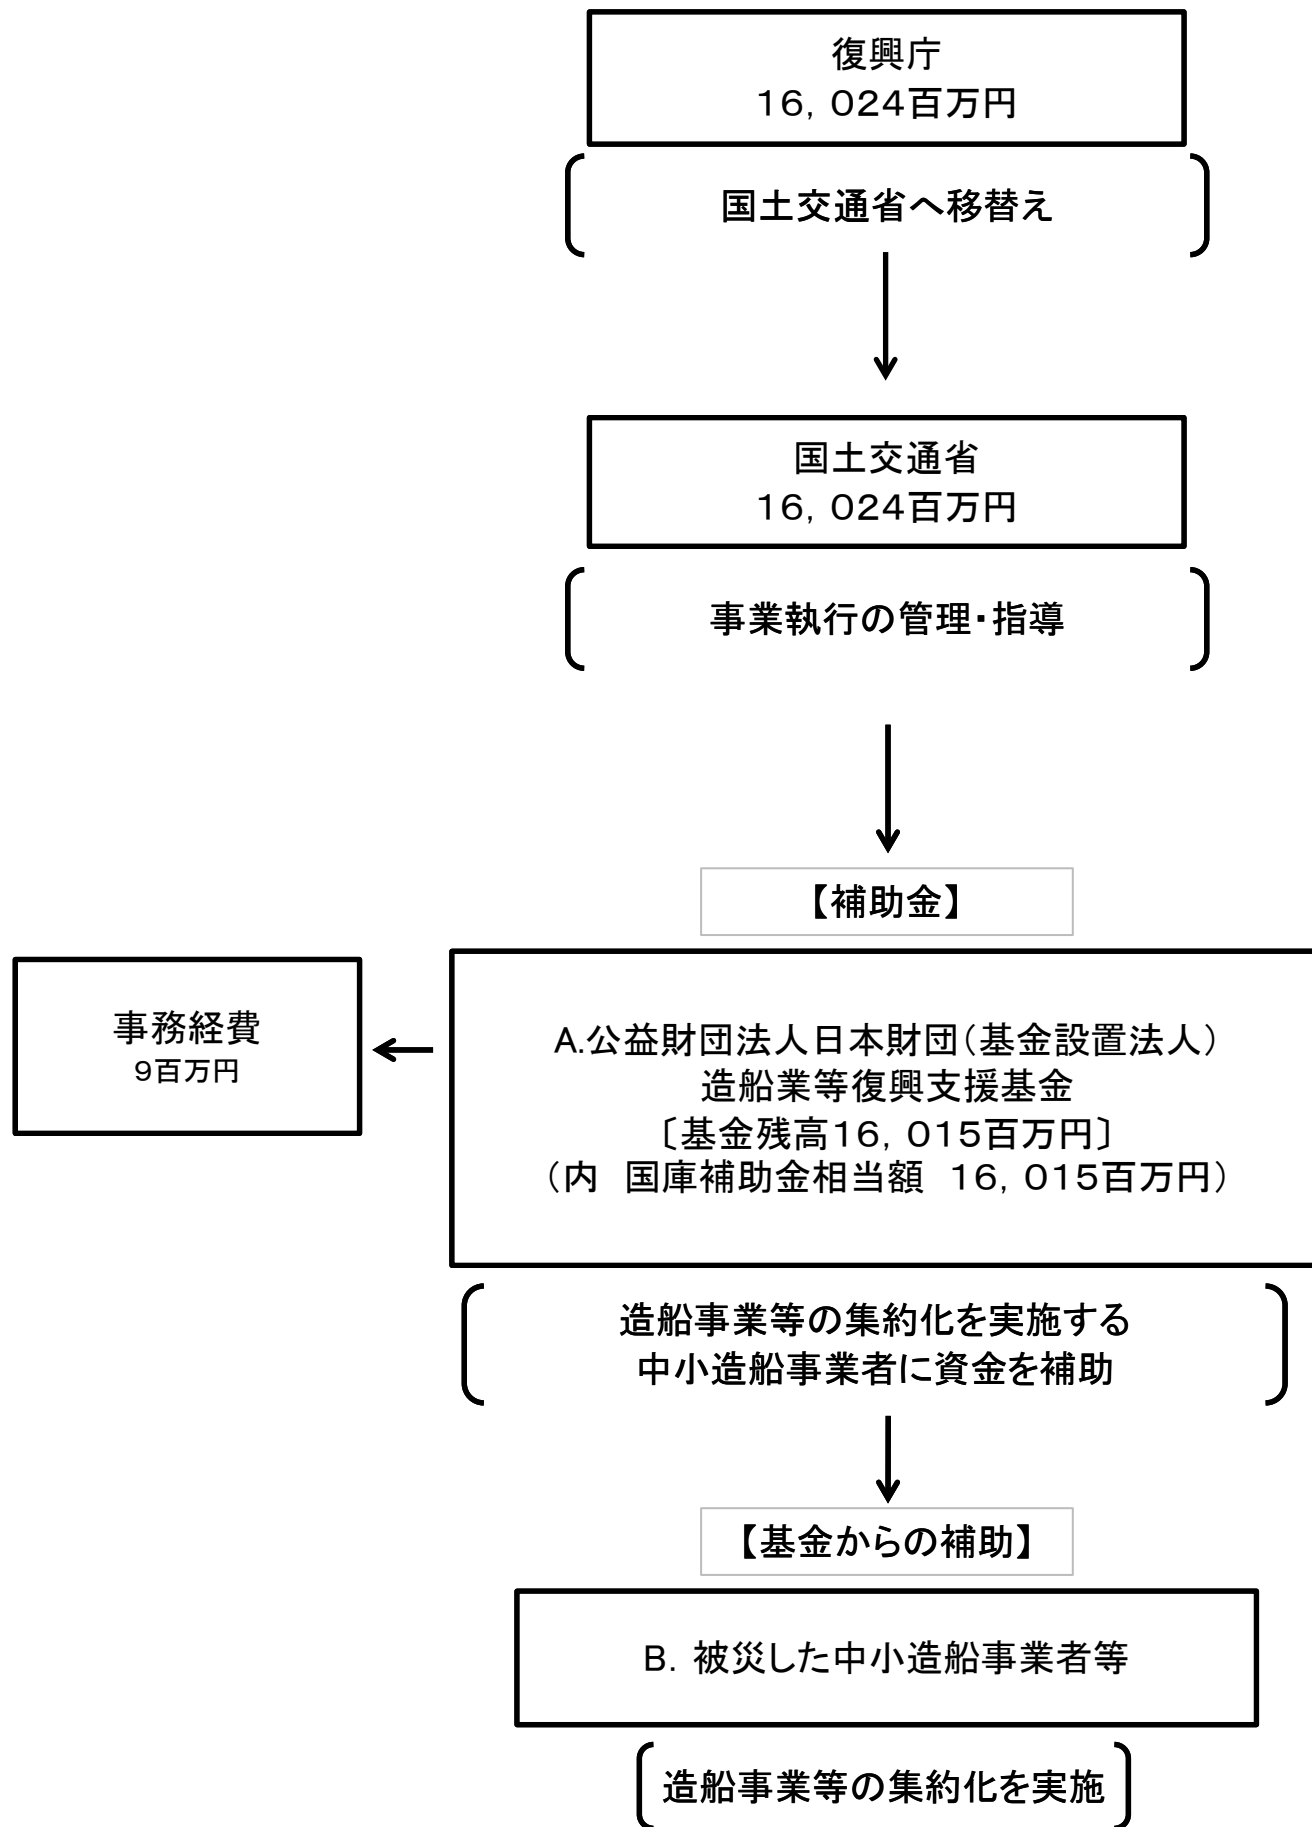 復興庁
16，024百万円
国土交通省へ移替え
国土交通省
16，024百万円
事業執行の管理・指導
【補助金】
事務経費
9百万円
A.公益財団法人日本財団（基金設置法人）
造船業等復興支援基金
〔基金残高16，015百万円〕
（内　国庫補助金相当額　16，015百万円）
造船事業等の集約化を実施する
中小造船事業者に資金を補助
【基金からの補助】
B．被災した中小造船事業者等
造船事業等の集約化を実施